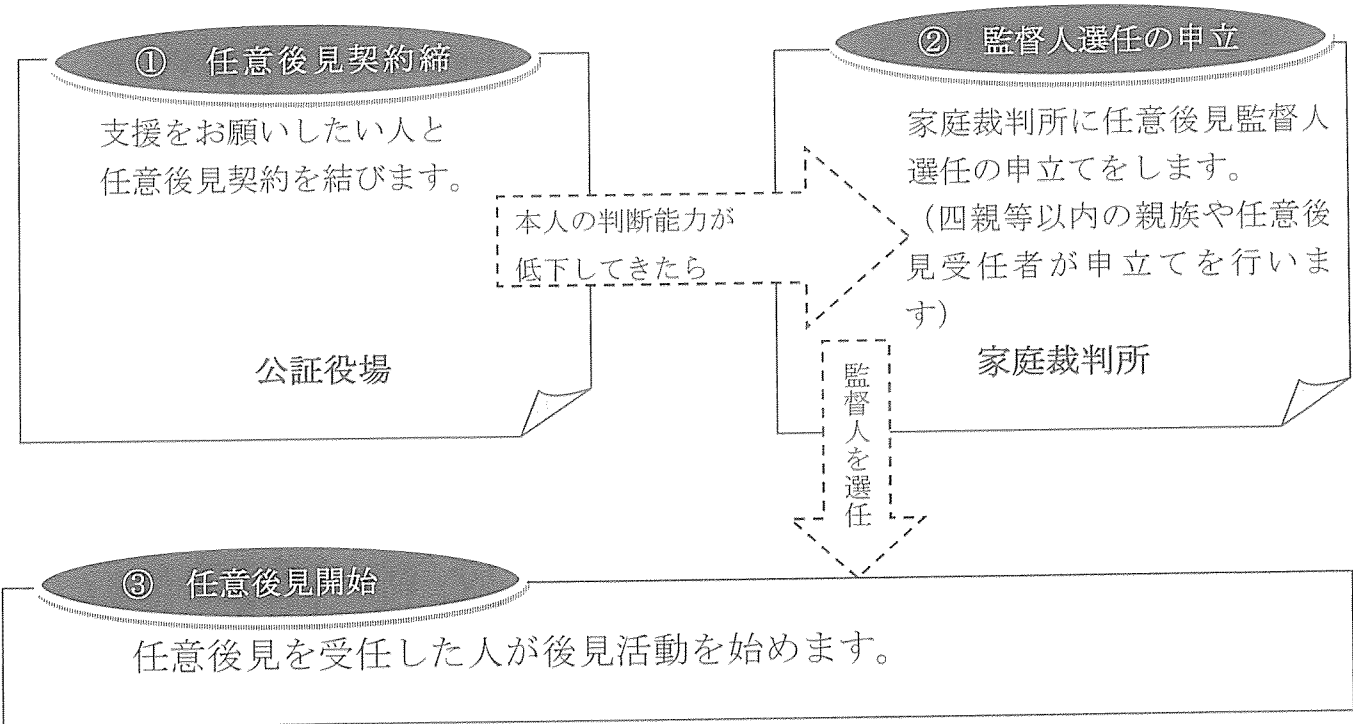 ① 任意後見契約締
支援をお願いしたい人と
任意後見契約を結びます。
公証役場
本人の判断能力が
低下してきたら
② 監督人選任の申立
家庭裁判所に任意後見監督人
選任の申立てをします。
（四親等以内の親族や任意後
見受任者が申立てを行いま
す）
家庭裁判所
監督人を選任
③ 任意後見開始
任意後見を受任した人が後見活動を始めます。